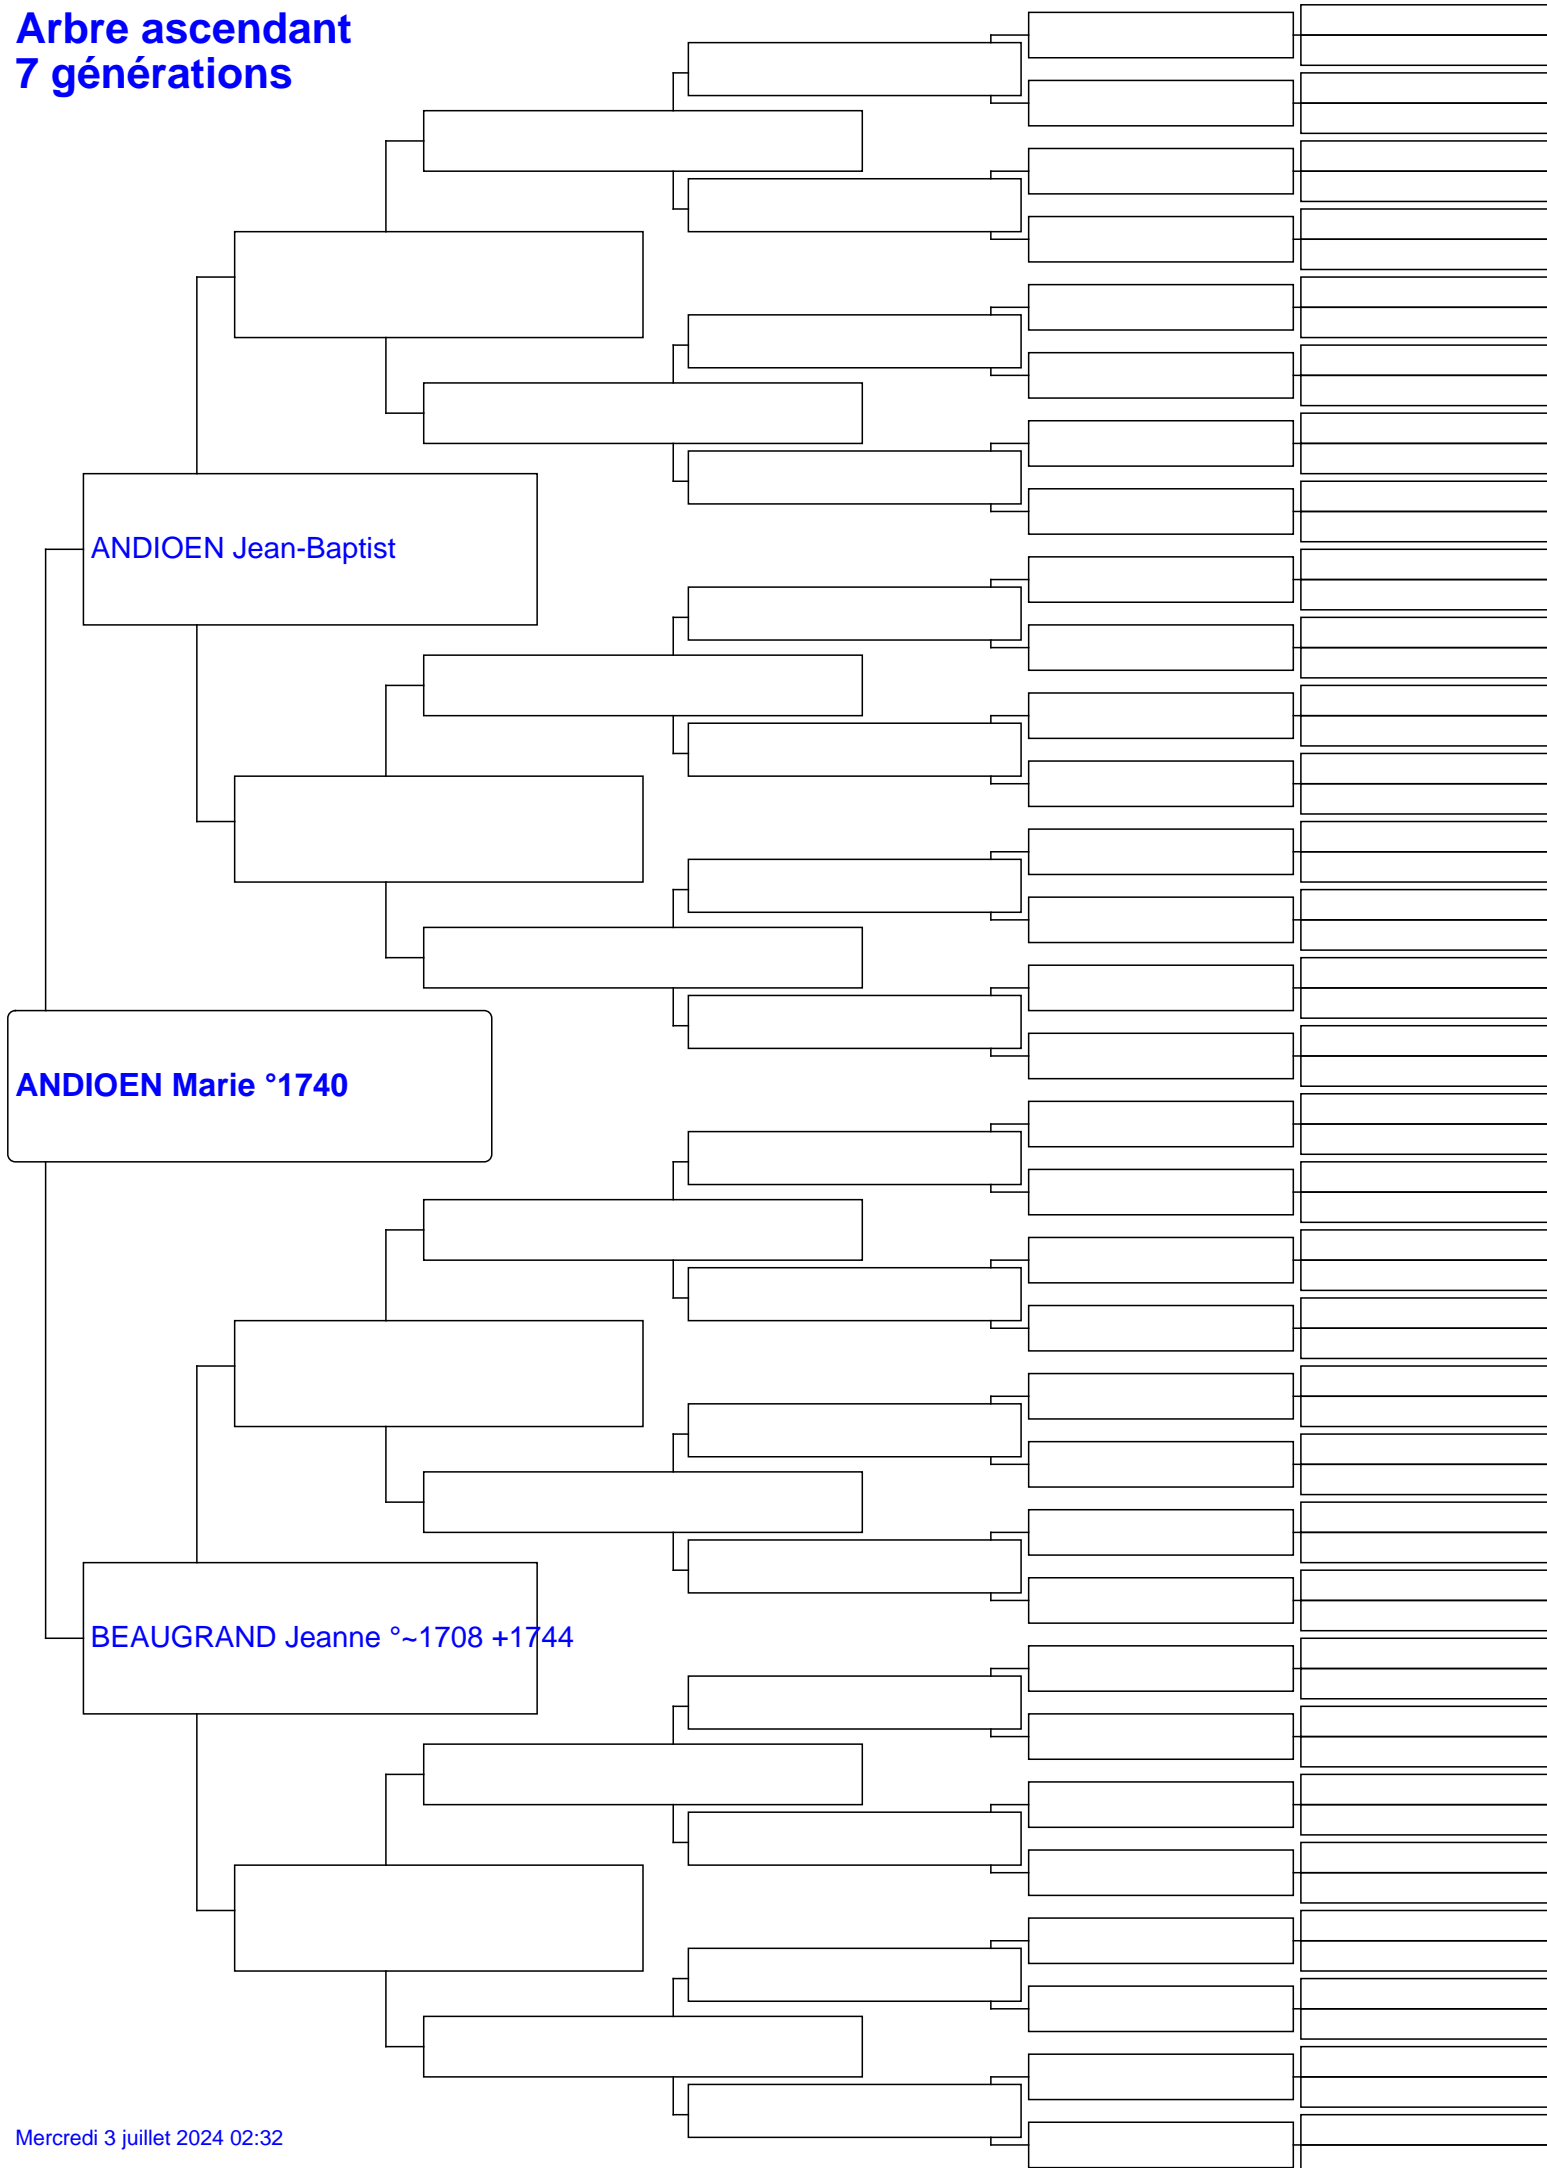 Arbre ascendant
7 générations
ANDIOEN Jean-Baptist
ANDIOEN Marie °1740
BEAUGRAND Jeanne °~1708 +1744
Mercredi 3 juillet 2024 02:32